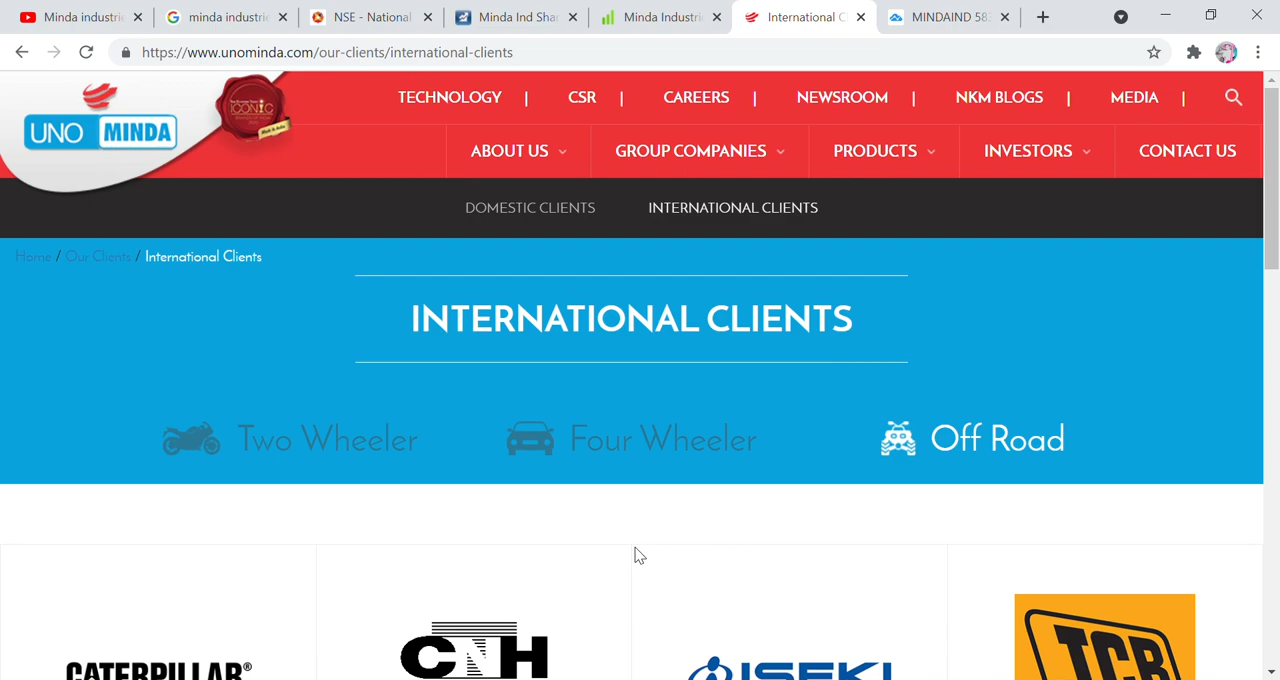 Minda industri
minda industrie
NSE - National
Minda Ind Shar
Minda Industri
International C
MINDAIND 583
https://www.unominda.com/our-clients/international-clients
UNO MINDA
ICONIC
TECHNOLOGY | CSR | CAREERS | NEWSROOM | NKM BLOGS | MEDIA |
ABOUT US GROUP COMPANIES PRODUCTS INVESTORS CONTACT US
DOMESTIC CLIENTS INTERNATIONAL CLIENTS
Home / Our Clients / International Clients
INTERNATIONAL CLIENTS
Two Wheeler Four Wheeler Off Road
CATERPILLAR®
CNH
ISEKI
JCB